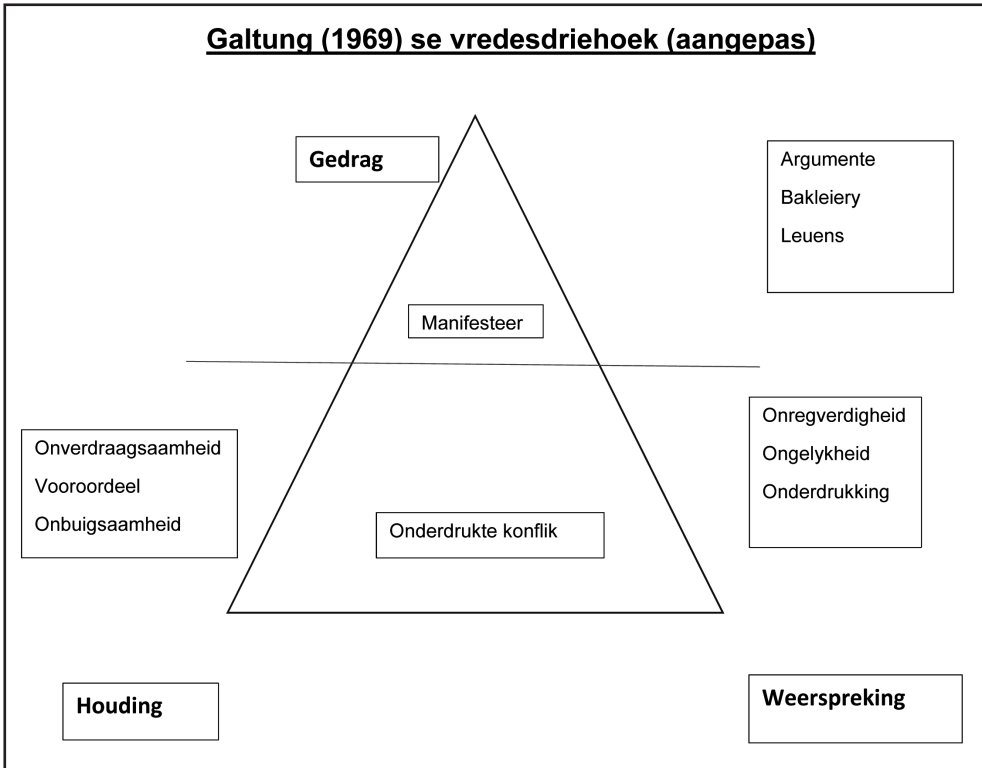 Galtung (1969) se vredesdriehoek (aangepas)
Gedrag
Argumente
Bakleiery
Leuens
Manifesteer
Onverdraagsaamheid
Vooroordeel
Onbuigsaamheid
Onregverdigheid
Ongelykheid
Onderdrukking
Onderdrukte konflik
Houding
Weerspreking